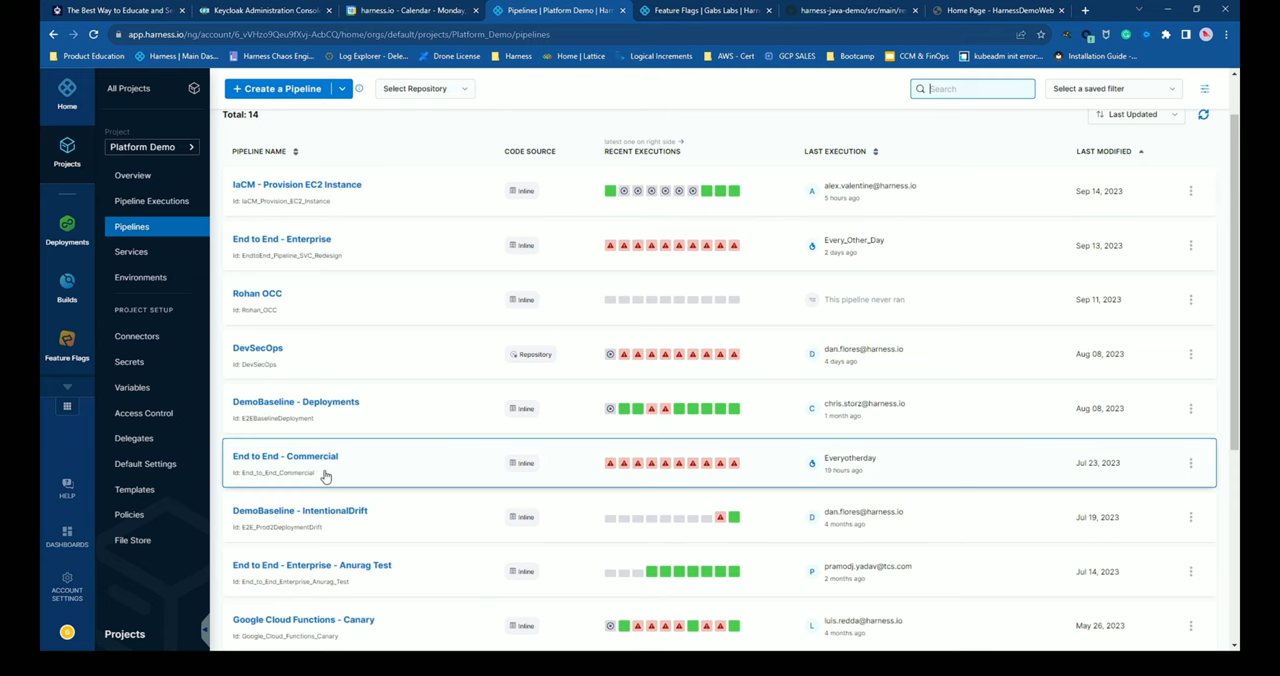 The Best Way to Educate and Se
Keycloak Administration Consol
harness.io - Calendar - Monday,
Pipelines | Platform Demo | Har
Feature Flags | Gabs Labs | Harn
harness-java-demo/src/main/re
Home Page - HarnesDemoWeb
app.harness.io/ng/account/6_vVHzo9Qeu9fXvj-AcbCQ/home/orgs/default/projects/Platform_Demo/pipelines
Product Education
Harness | Main Das...
Harness Chaos Engi...
Log Explorer - Dele...
Drone License
Harness
Home | Lattice
Logical Increments
AWS - Cert
GCP SALES
Bootcamp
CCM & FinOps
kubeadm init error:...
Installation Guide -...
Home
Projects
Deployments
Builds
Feature Flags
HELP
DASHBOARDS
ACCOUNT
SETTINGS
G
All Projects
Project
Platform Demo
Overview
Pipeline Executions
Pipelines
Services
Environments
PROJECT SETUP
Connectors
Secrets
Variables
Access Control
Delegates
Default Settings
Templates
Policies
File Store
Projects
+ Create a Pipeline
Select Repository
Search
Select a saved filter
Total: 14
Last Updated
latest one on right side →
PIPELINE NAME
CODE SOURCE
RECENT EXECUTIONS
LAST EXECUTION
LAST MODIFIED
IaCM - Provision EC2 Instance
Id: IaCM_Provision_EC2_Instance
Inline
A
alex.valentine@harness.io
5 hours ago
Sep 14, 2023
End to End - Enterprise
Id: EndtoEnd_Pipeline_SVC_Redesign
Inline
Every_Other_Day
2 days ago
Sep 13, 2023
Rohan OCC
Id: Rohan_OCC
Inline
This pipeline never ran
Sep 11, 2023
DevSecOps
Id: DevSecOps
Repository
D
dan.flores@harness.io
4 days ago
Aug 08, 2023
DemoBaseline - Deployments
Id: E2EBaselineDeployment
Inline
C
chris.storz@harness.io
1 month ago
Aug 08, 2023
End to End - Commercial
Id: End_to_End_Commercial
Inline
Everyotherday
19 hours ago
Jul 23, 2023
DemoBaseline - IntentionalDrift
Id: E2E_Prod2DeploymentDrift
Inline
D
dan.flores@harness.io
4 months ago
Jul 19, 2023
End to End - Enterprise - Anurag Test
Id: End_to_End_Enterprise_Anurag_Test
Inline
P
pramodj.yadav@tcs.com
2 months ago
Jul 14, 2023
Google Cloud Functions - Canary
Id: Google_Cloud_Functions_Canary
Inline
L
luis.redda@harness.io
4 months ago
May 26, 2023